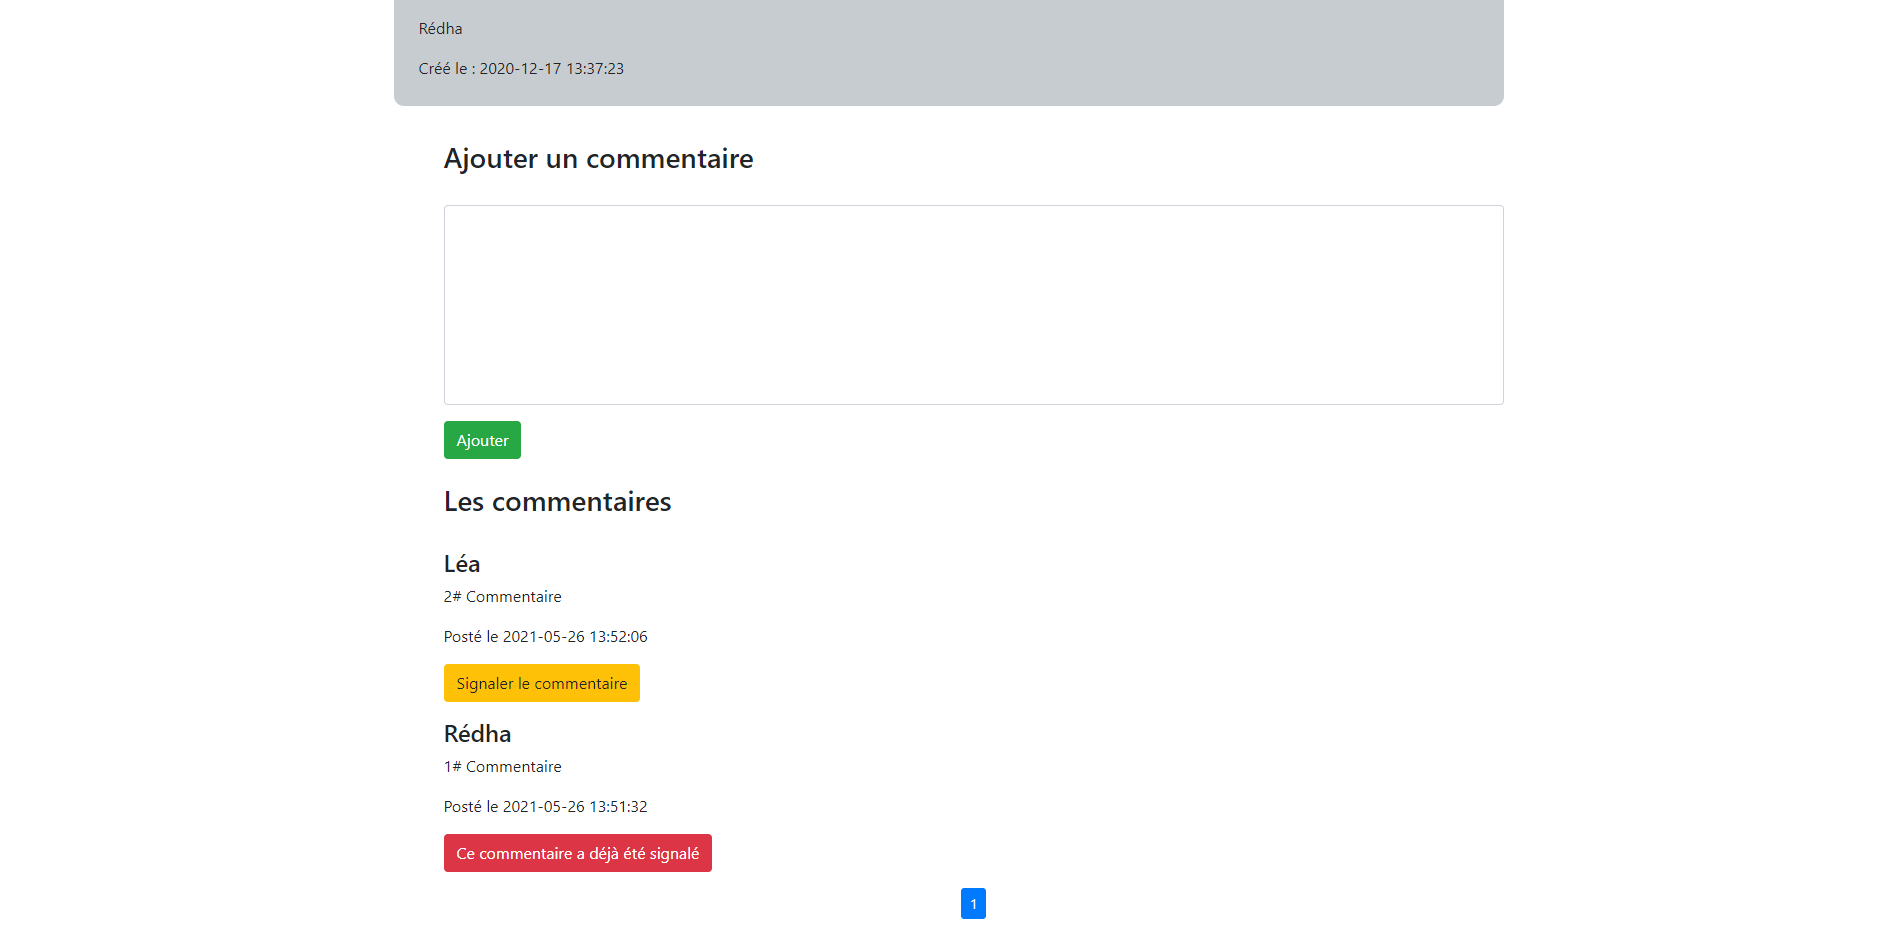 Rédha
Créé le : 2020-12-17 13:37:23
Ajouter un commentaire
Ajouter
Les commentaires
Léa
2# Commentaire
Posté le 2021-05-26 13:52:06
Signaler le commentaire
Rédha
1# Commentaire
Posté le 2021-05-26 13:51:32
Ce commentaire a déjà été signalé
1